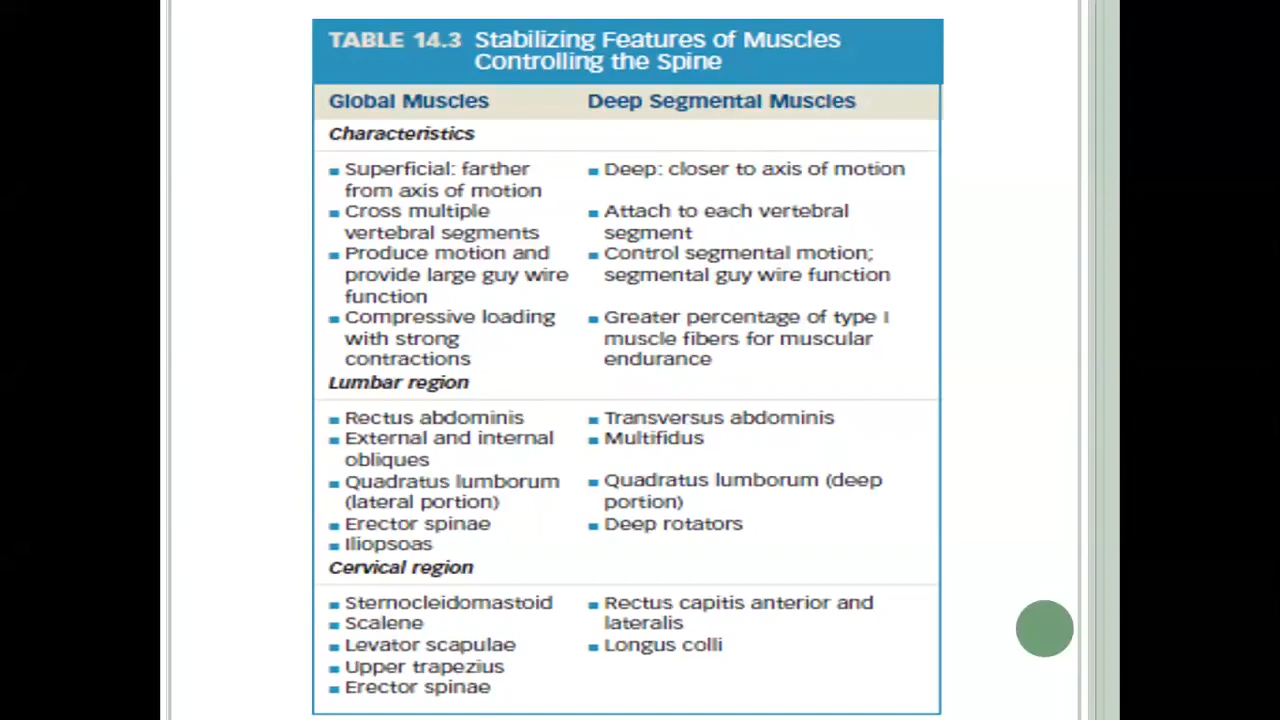 TABLE 14.3 Stabilizing Features of Muscles
Controlling the Spine
Global Muscles Deep Segmental Muscles
Characteristics
Superficial: farther
from axis of motion
Deep: closer to axis of motion
Cross multiple
vertebral segments
Attach to each vertebral
segment
Produce motion and
provide large guy wire
function
Control segmental motion;
segmental guy wire function
Compressive loading
with strong
contractions
Greater percentage of type I
muscle fibers for muscular
endurance
Lumbar region
Rectus abdominis
Transversus abdominis
External and internal
obliques
Multifidus
Quadratus lumborum
(lateral portion)
Quadratus lumborum (deep
portion)
Erector spinae
Deep rotators
Iliopsoas
Cervical region
Sternocleidomastoid
Rectus capitis anterior and
lateralis
Scalene
Levator scapulae
Longus colli
Upper trapezius
Erector spinae